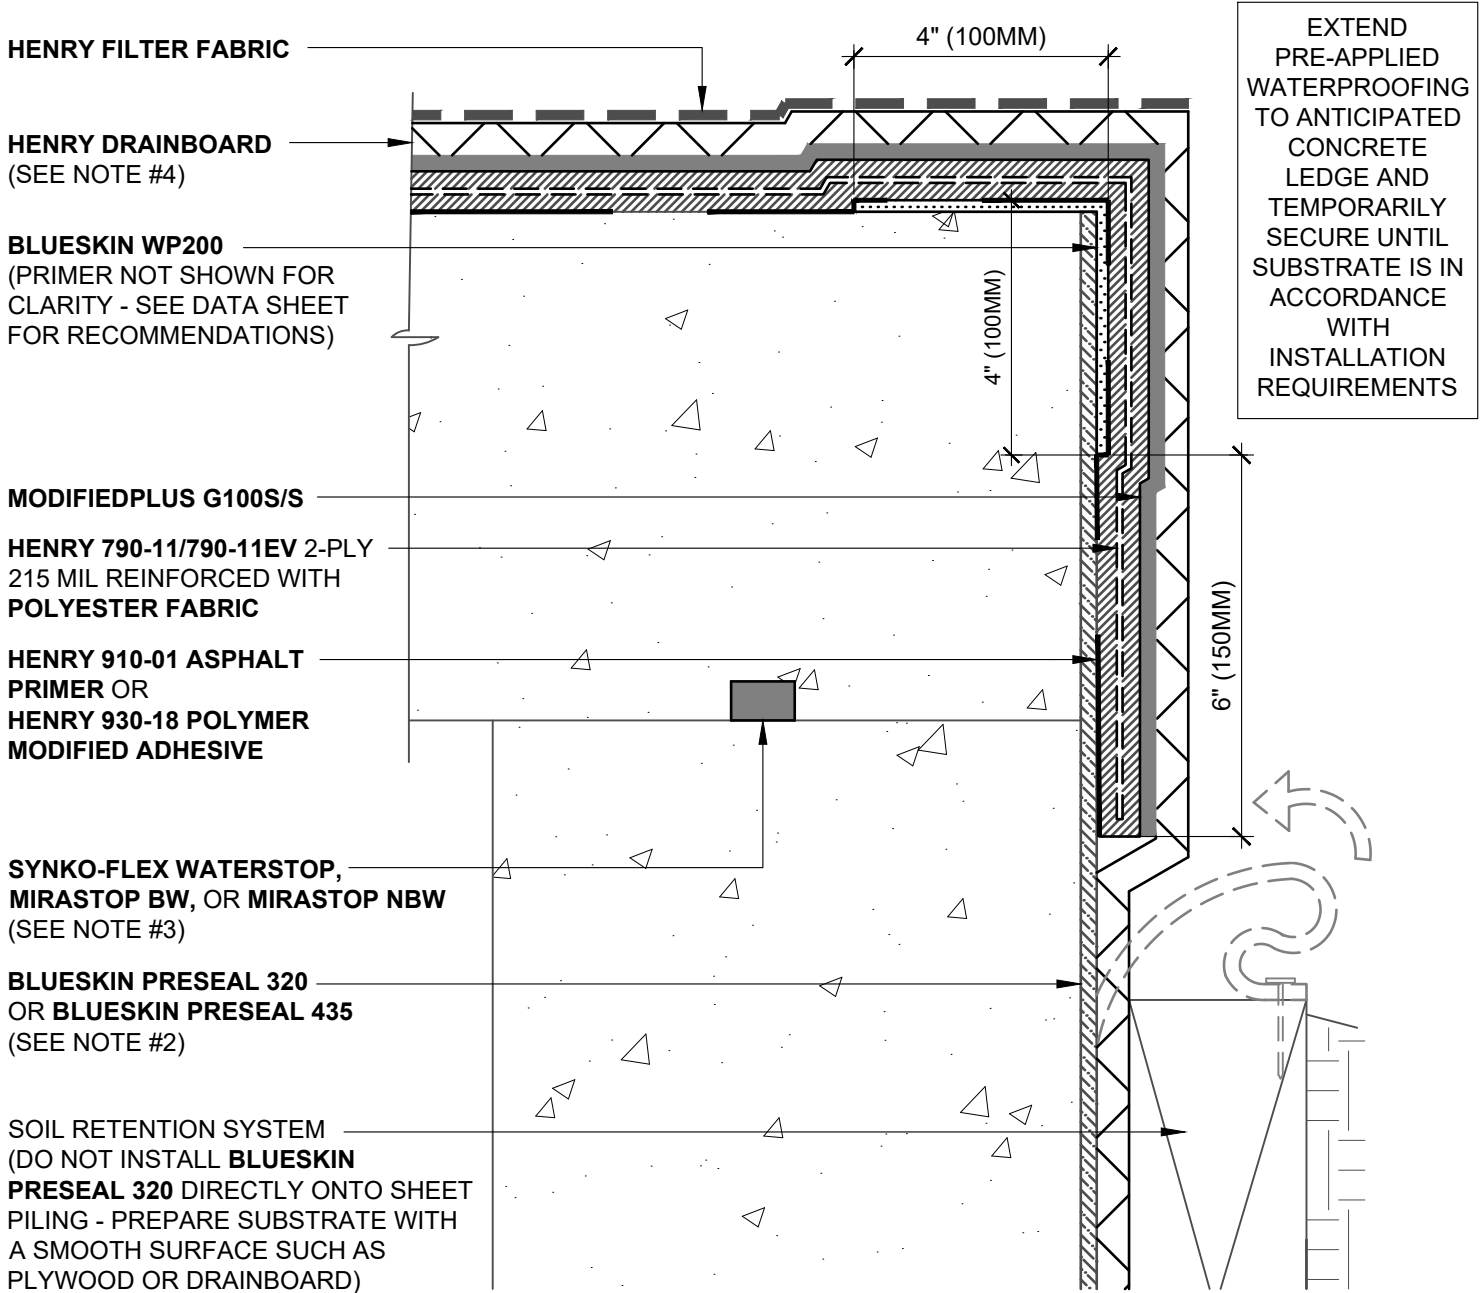 HENRY FILTER FABRIC
HENRY DRAINBOARD
(SEE NOTE #4)
BLUESKIN WP200
(PRIMER NOT SHOWN FOR
CLARITY - SEE DATA SHEET
FOR RECOMMENDATIONS)
MODIFIEDPLUS G100S/S
HENRY 790-11/790-11EV 2-PLY
215 MIL REINFORCED WITH
POLYESTER FABRIC
HENRY 910-01 ASPHALT
PRIMER OR
HENRY 930-18 POLYMER
MODIFIED ADHESIVE
SYNKO-FLEX WATERSTOP,
MIRASTOP BW, OR MIRASTOP NBW
(SEE NOTE #3)
BLUESKIN PRESEAL 320
OR BLUESKIN PRESEAL 435
(SEE NOTE #2)
SOIL RETENTION SYSTEM
(DO NOT INSTALL BLUESKIN
PRESEAL 320 DIRECTLY ONTO SHEET
PILING - PREPARE SUBSTRATE WITH
A SMOOTH SURFACE SUCH AS
PLYWOOD OR DRAINBOARD)
4" (100MM)
4" (100MM)
6" (150MM)
EXTEND
PRE-APPLIED
WATERPROOFING
TO ANTICIPATED
CONCRETE
LEDGE AND
TEMPORARILY
SECURE UNTIL
SUBSTRATE IS IN
ACCORDANCE
WITH
INSTALLATION
REQUIREMENTS